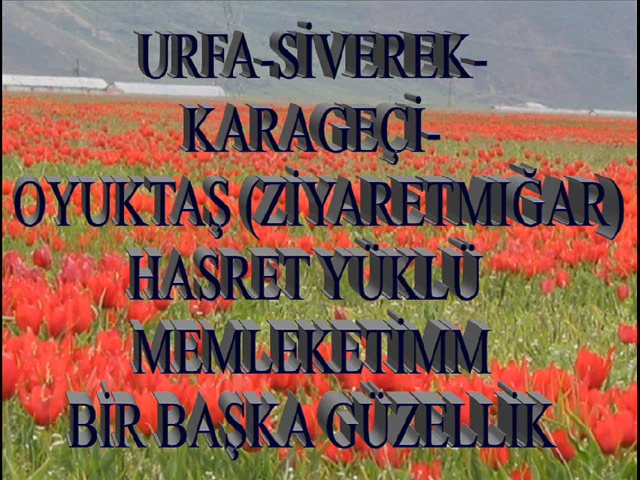 URFA-SİVEREK-
KARAGEÇİ-
OYUKTAŞ (ZİYARETMIĞAR)
HASRET YÜKLÜ
MEMLEKETİMM
BİR BAŞKA GÜZELLİK